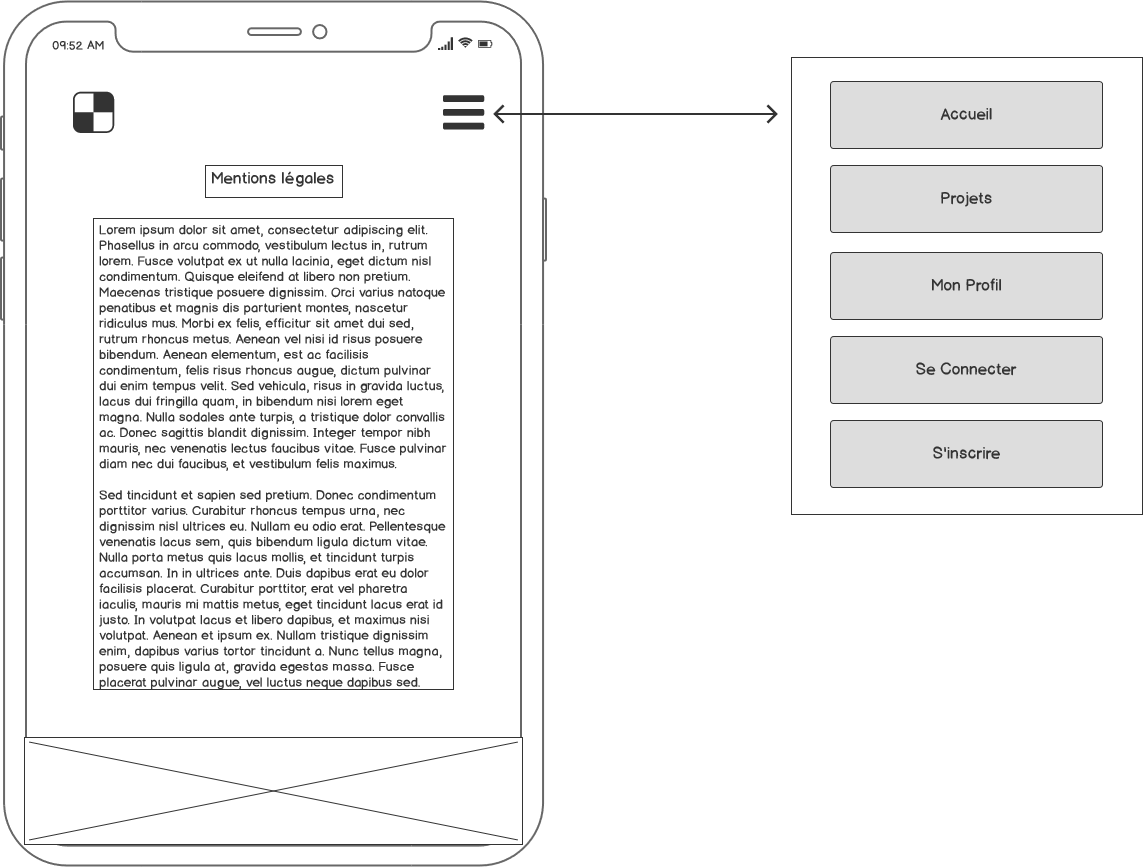 09:52 AM
Mentions légales
Lorem ipsum dolor sit amet, consectetur adipiscing elit.
Phasellus in arcu commodo, vestibulum lectus in, rutrum
lorem. Fusce volutpat ex ut nulla lacinia, eget dictum nisl
condimentum. Quisque eleifend at libero non pretium.
Maecenas tristique posuere dignissim. Orci varius natoque
penatibus et magnis dis parturient montes, nascetur
ridiculus mus. Morbi ex felis, efficitur sit amet dui sed,
rutrum rhoncus metus. Aenean vel nisi id risus posuere
bibendum. Aenean elementum, est ac facilisis
condimentum, felis risus rhoncus augue, dictum pulvinar
dui enim tempus velit. Sed vehicula, risus in gravida luctus,
lacus dui fringilla quam, in bibendum nisi lorem eget
magna. Nulla sodales ante turpis, a tristique dolor convallis
ac. Donec sagittis blandit dignissim. Integer tempor nibh
mauris, nec venenatis lectus faucibus vitae. Fusce pulvinar
diam nec dui faucibus, et vestibulum felis maximus.
Sed tincidunt et sapien sed pretium. Donec condimentum
porttitor varius. Curabitur rhoncus tempus urna, nec
dignissim nisl ultrices eu. Nullam eu odio erat. Pellentesque
venenatis lacus sem, quis bibendum ligula dictum vitae.
Nulla porta metus quis lacus mollis, et tincidunt turpis
accumsan. In in ultrices ante. Duis dapibus erat eu dolor
facilisis placerat. Curabitur porttitor, erat vel pharetra
iaculis, mauris mi mattis metus, eget tincidunt lacus erat id
justo. In volutpat lacus et libero dapibus, et maximus nisi
volutpat. Aenean et ipsum ex. Nullam tristique dignissim
enim, dapibus varius tortor tincidunt a. Nunc tellus magna,
posuere quis ligula at, gravida egestas massa. Fusce
placerat pulvinar augue, vel luctus neque dapibus sed.
Accueil
Projets
Mon Profil
Se Connecter
S'inscrire